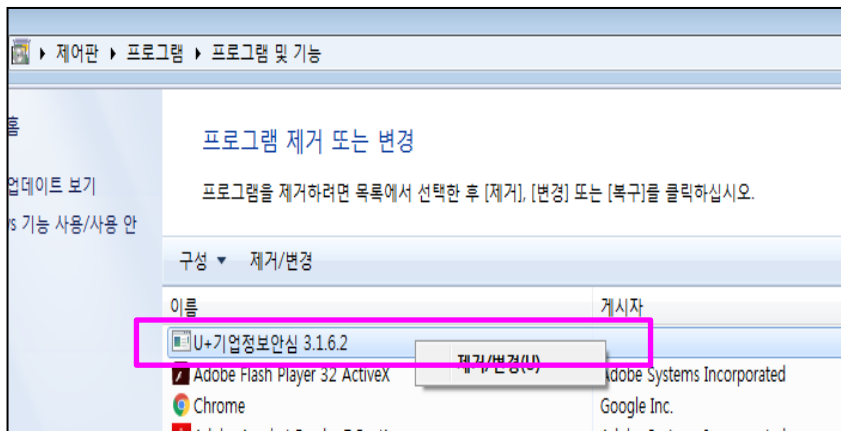 ▸ 제어판 ▸ 프로그램 ▸ 프로그램 및 기능
홈
프로그램 제거 또는 변경
업데이트 보기
프로그램을 제거하려면 목록에서 선택한 후 [제거], [변경] 또는 [복구]를 클릭하십시오.
기능 사용/사용 안
구성 ▾ 제거/변경
이름 게시자
U+기업정보안심 3.1.6.2
제거/변경(U)
Adobe Flash Player 32 ActiveX Adobe Systems Incorporated
Chrome Google Inc.